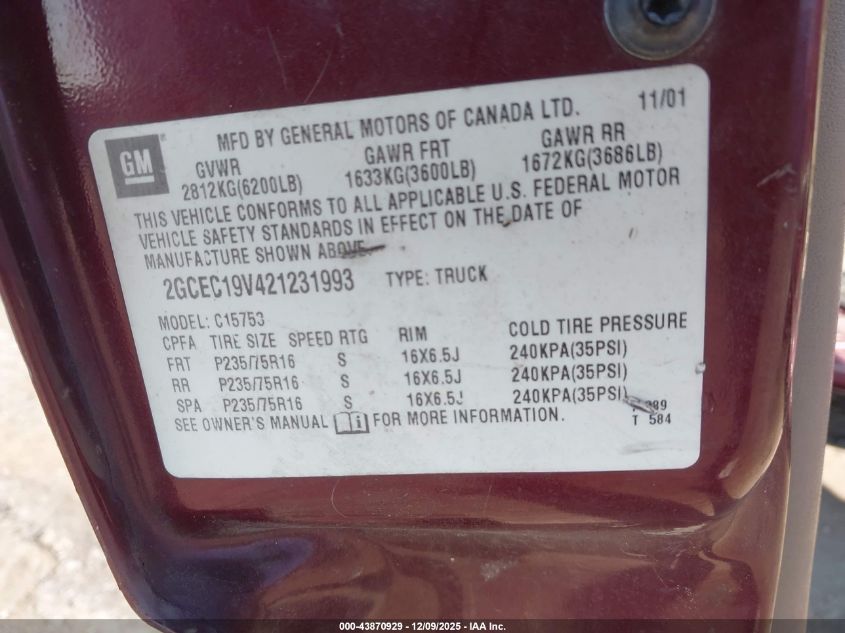 11/01
MFD BY GENERAL MOTORS OF CANADA LTD.
GM
GVWR GAWR FRT GAWR RR
2812KG(6200LB) 1633KG(3600LB) 1672KG(3686LB)
THIS VEHICLE CONFORMS TO ALL APPLICABLE U.S. FEDERAL MOTOR
VEHICLE SAFETY STANDARDS IN EFFECT ON THE DATE OF
MANUFACTURE SHOWN ABOVE.
2GCEC19V421231993 TYPE: TRUCK
MODEL: C15753
CPFA TIRE SIZE SPEED RTG RIM COLD TIRE PRESSURE
FRT P235/75R16 S 16X6.5J 240KPA(35PSI)
RR P235/75R16 S 16X6.5J 240KPA(35PSI)
SPA P235/75R16 S 16X6.5J 240KPA(35PSI)
SEE OWNER'S MANUAL i FOR MORE INFORMATION.
T 584
000-43870929 | 12/09/2025 - IAA Inc.